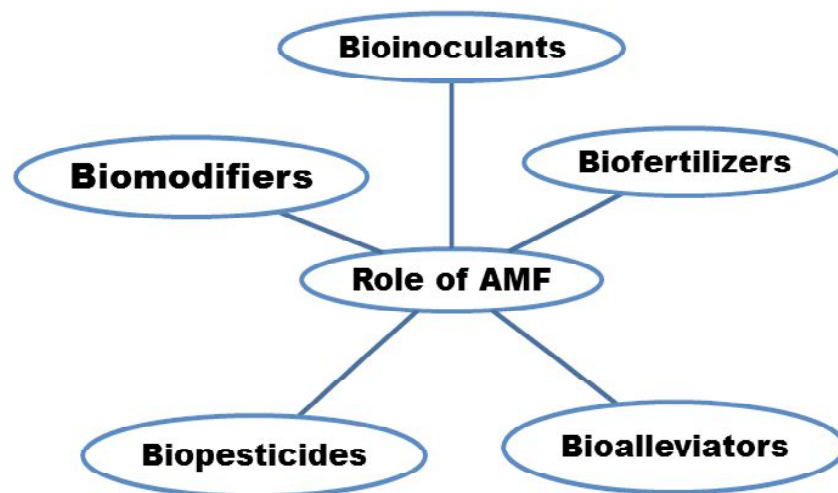 Bioinoculants
Biofertilizers
Biomodifiers
Role of AMF
Biopesticides
Bioalleviators